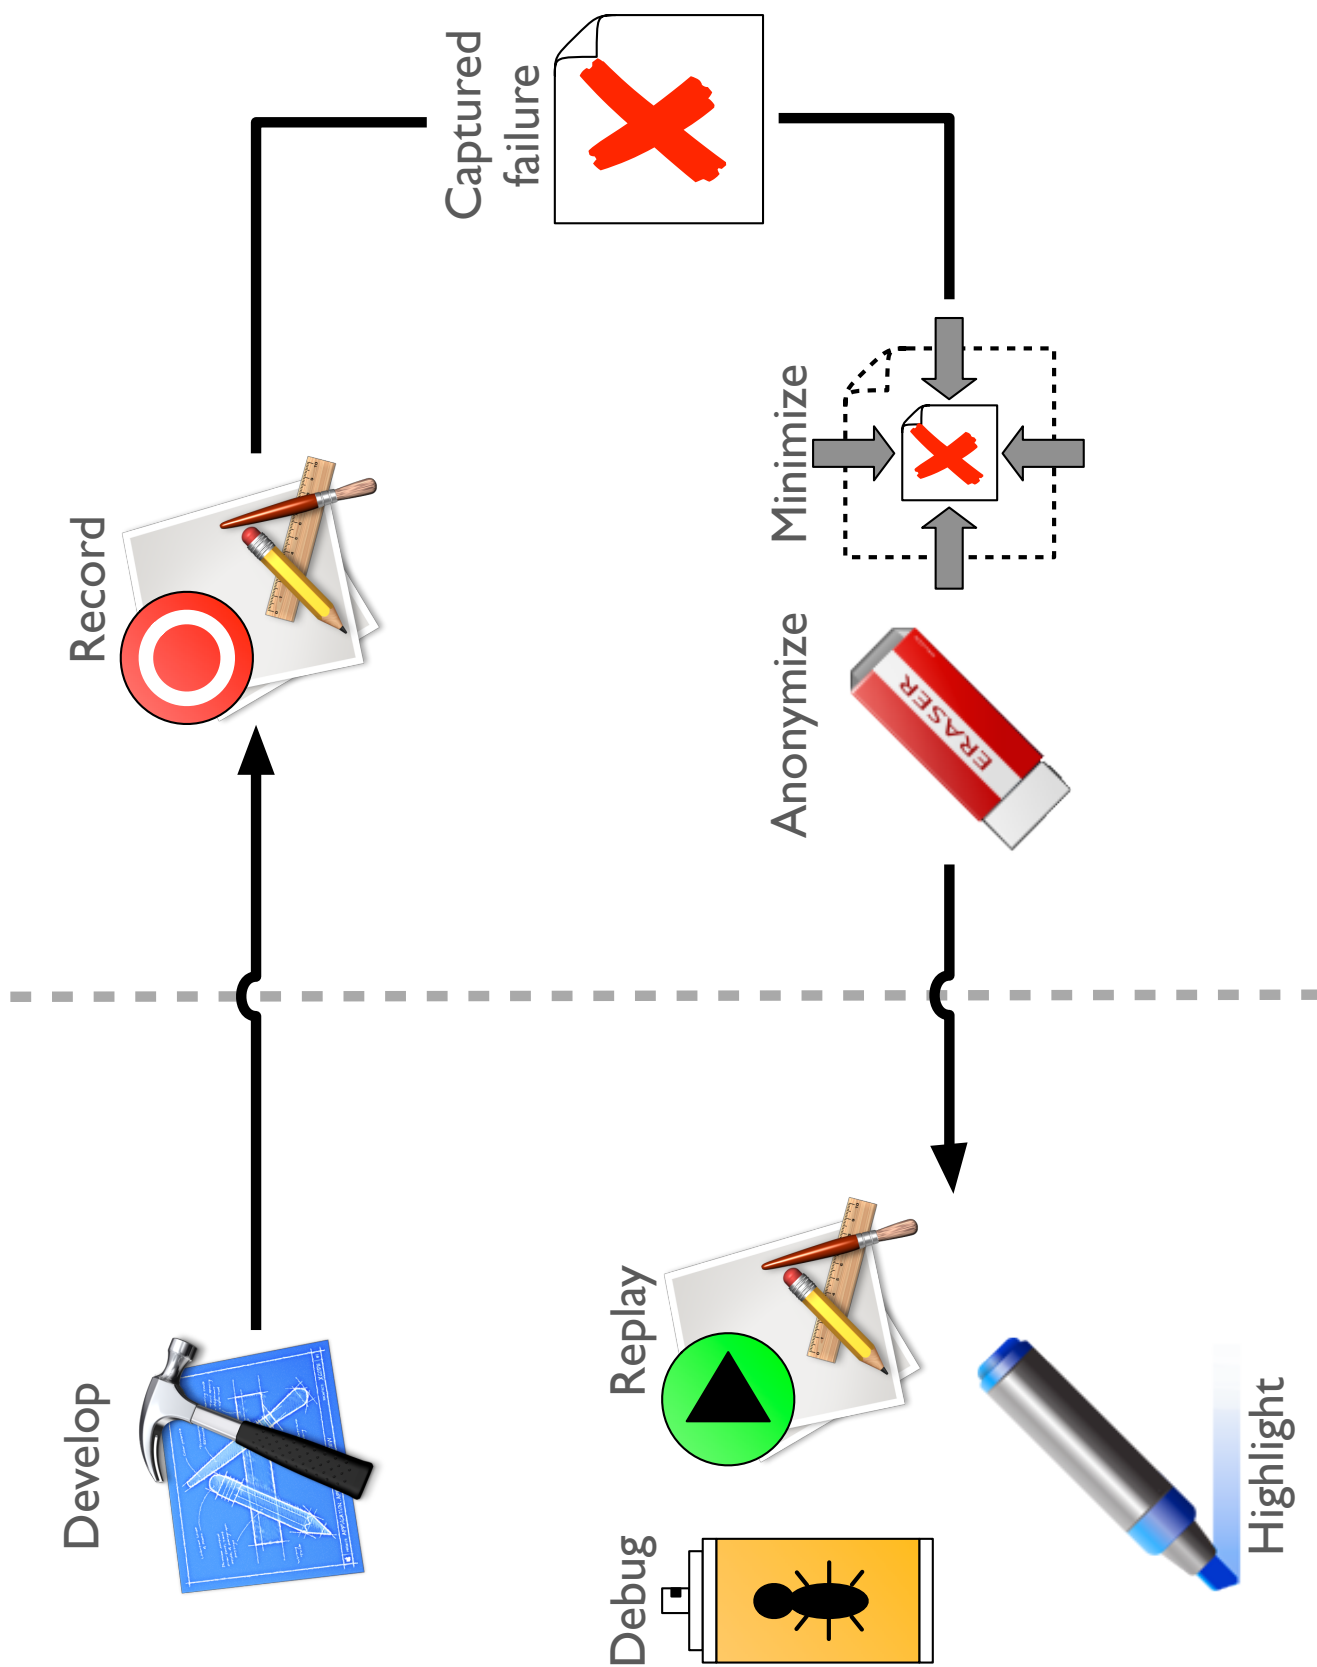 Develop
Record
Captured
failure
Minimize
Anonymize
ERASER
Replay
Debug
Highlight